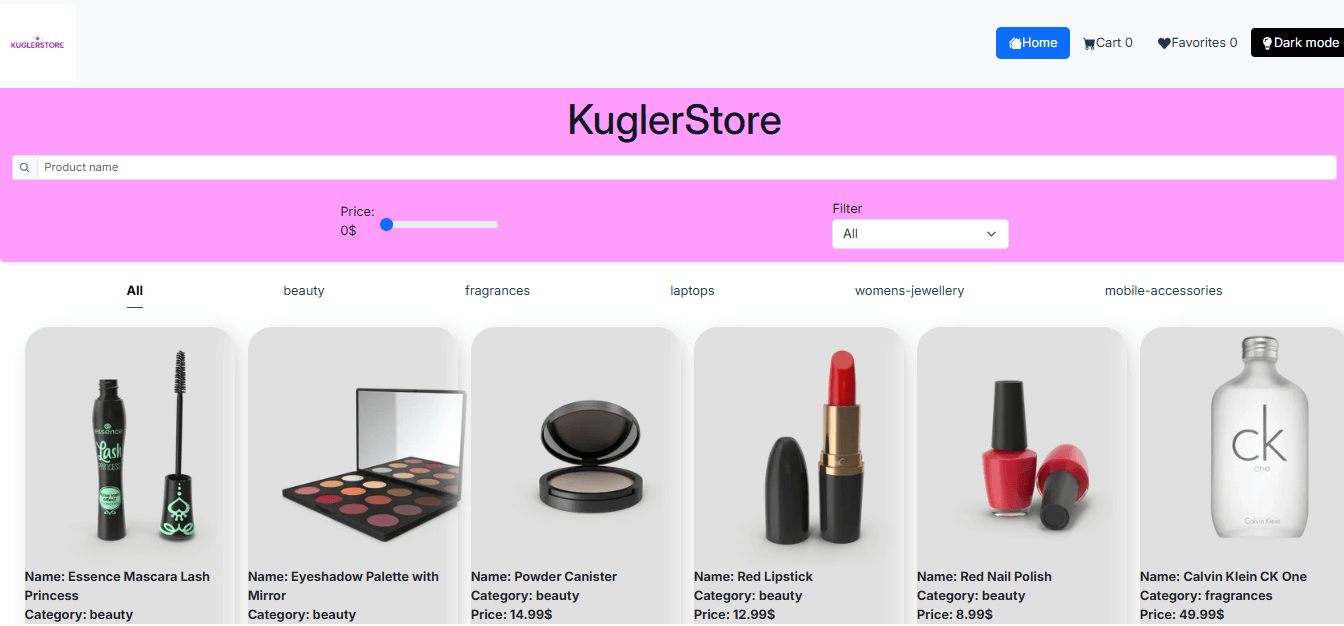 KUGLERSTORE
Home
Cart 0
Favorites 0
Dark mode
KuglerStore
Product name
Price:
0$
Filter
All
All
beauty
fragrances
laptops
womens-jewellery
mobile-accessories
essence
Lash
PRINCESS
ck
one
Calvin Klein
Name: Essence Mascara Lash
Princess
Category: beauty
Name: Eyeshadow Palette with
Mirror
Category: beauty
Name: Powder Canister
Category: beauty
Price: 14.99$
Name: Red Lipstick
Category: beauty
Price: 12.99$
Name: Red Nail Polish
Category: beauty
Price: 8.99$
Name: Calvin Klein CK One
Category: fragrances
Price: 49.99$